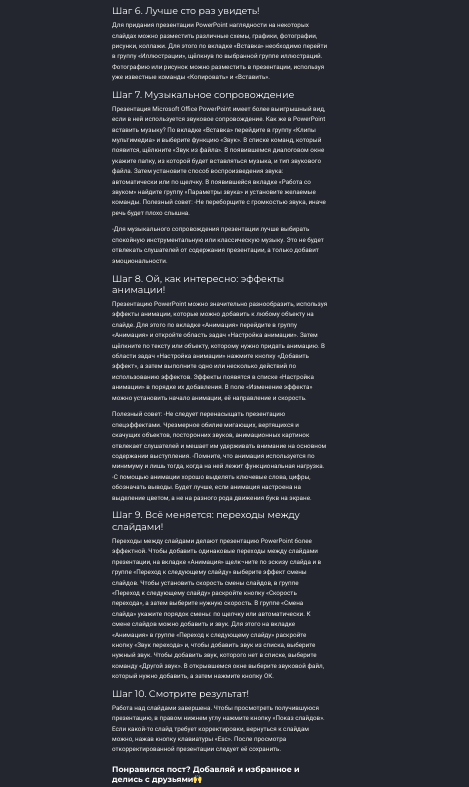 Шаг 6. Лучше сто раз увидеть!
Для придания презентации PowerPoint наглядности на некоторых
слайдах можно разместить различные схемы, графики, фотографии,
рисунки, коллажи. Для этого по вкладке «Вставка» необходимо перейти
в группу «Иллюстрации», щёлкнув по выбранной группе иллюстраций.
Фотографию или рисунок можно разместить в презентации, используя
уже известные команды «Копировать» и «Вставить».
Шаг 7. Музыкальное сопровождение
Презентация Microsoft Office PowerPoint имеет более выигрышный вид,
если в ней используется звуковое сопровождение. Как же в PowerPoint
вставить музыку? По вкладке «Вставка» перейдите в группу «Клипы
мультимедиа» и выберите функцию «Звук». В списке команд, который
появится, щёлкните «Звук из файла». В появившемся диалоговом окне
укажите папку, из которой будет вставляться музыка, и тип звукового
файла. Затем установите способ воспроизведения звука:
автоматически или по щелчку. В появившейся вкладке «Работа со
звуком» найдите группу «Параметры звука» и установите желаемые
команды. Полезный совет: -Не переборщите с громкостью звука, иначе
речь будет плохо слышна.
-Для музыкального сопровождения презентации лучше выбирать
спокойную инструментальную или классическую музыку. Это не будет
отвлекать слушателей от содержания презентации, а только добавит
эмоциональности.
Шаг 8. Ой, как интересно: эффекты
анимации!
Презентацию PowerPoint можно значительно разнообразить, используя
эффекты анимации, которые можно добавить к любому объекту на
слайде. Для этого по вкладке «Анимация» перейдите в группу
«Анимация» и откройте область задач «Настройка анимации». Затем
щёлкните по тексту или объекту, которому нужно придать анимацию. В
области задач «Настройка анимации» нажмите кнопку «Добавить
эффект», а затем выполните одно или несколько действий по
использованию эффектов. Эффекты появятся в списке «Настройка
анимации» в порядке их добавления. В поле «Изменение эффекта»
можно установить начало анимации, её направление и скорость.
Полезный совет: -Не следует перенасыщать презентацию
спецэффектами. Чрезмерное обилие мигающих, вертящихся и
скачущих объектов, посторонних звуков, анимационных картинок
отвлекает слушателей и мешает им удерживать внимание на основном
содержании выступления. -Помните, что анимация используется по
минимуму и лишь тогда, когда на ней лежит функциональная нагрузка.
-С помощью анимации хорошо выделять ключевые слова, цифры,
обозначать выводы. Будет лучше, если анимация настроена на
выделение цветом, а не на разного рода движения букв на экране.
Шаг 9. Всё меняется: переходы между
слайдами!
Переходы между слайдами делают презентацию PowerPoint более
эффектной. Чтобы добавить одинаковые переходы между слайдами
презентации, на вкладке «Анимация» щелк-ните по эскизу слайда и в
группе «Переход к следующему слайду» выберите эффект смены
слайдов. Чтобы установить скорость смены слайдов, в группе
«Переход к следующему слайду» раскройте кнопку «Скорость
перехода», а затем выберите нужную скорость. В группе «Смена
слайда» укажите порядок смены: по щелчку или автоматически. К
смене слайдов можно добавить и звук. Для этого на вкладке
«Анимация» в группе «Переход к следующему слайду» раскройте
кнопку «Звук перехода» и, чтобы добавить звук из списка, выберите
нужный звук. Чтобы добавить звук, которого нет в списке, выберите
команду «Другой звук». В открывшемся окне выберите звуковой файл,
который нужно добавить, а затем нажмите кнопку ОК.
Шаг 10. Смотрите результат!
Работа над слайдами завершена. Чтобы просмотреть получившуюся
презентацию, в правом нижнем углу нажмите кнопку «Показ слайдов».
Если какой-то слайд требует корректировки, вернуться к слайдам
можно, нажав кнопку клавиатуры «Esc». После просмотра
откорректированной презентации следует её сохранить.
Понравился пост? Добавляй и избранное и
делись с друзьями🙌